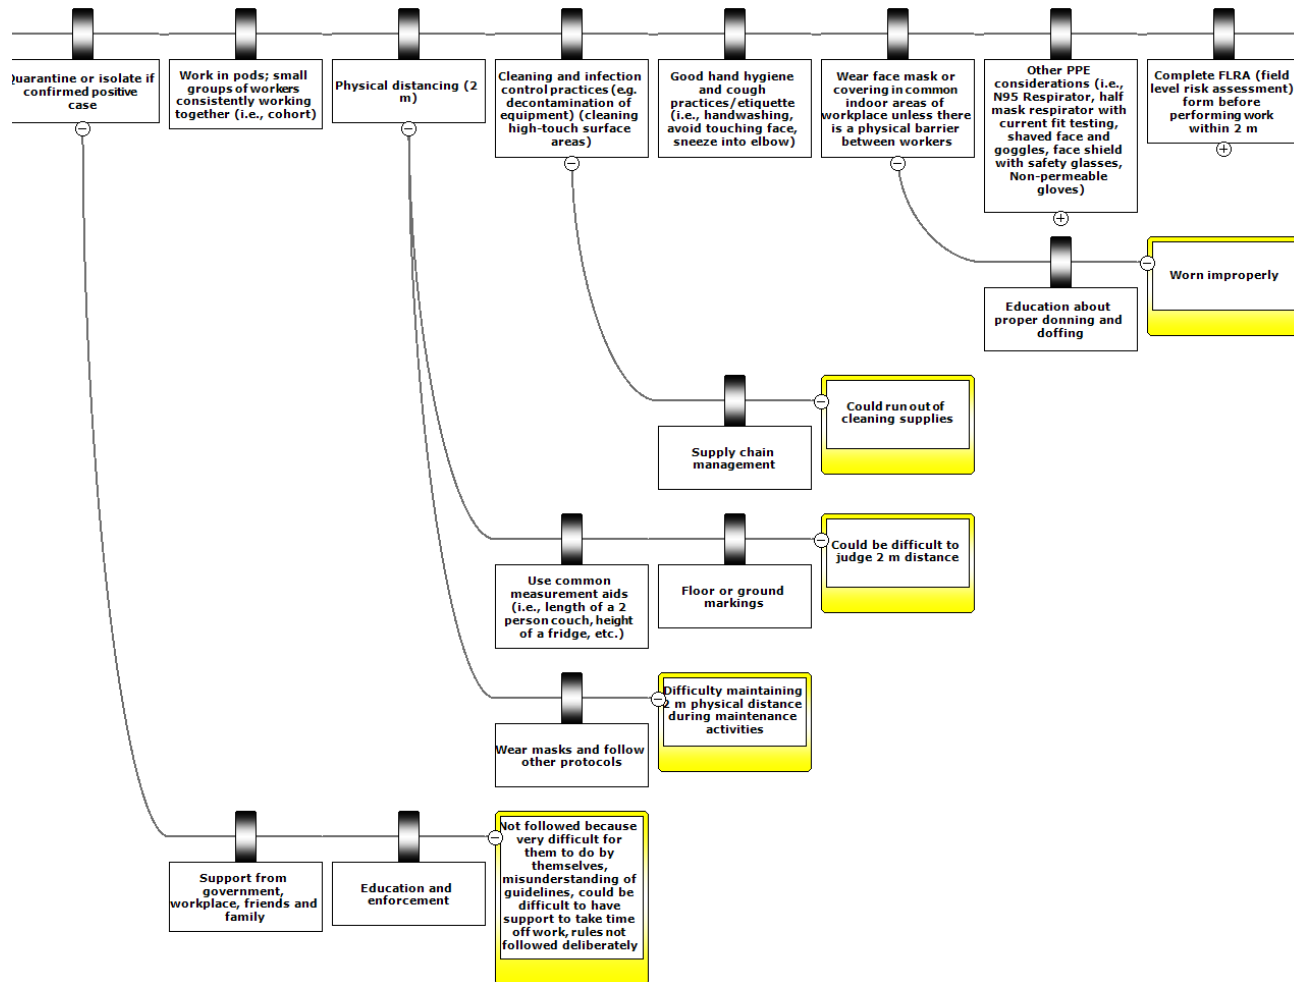 Quarantine or isolate if
confirmed positive
case
Work in pods; small
groups of workers
consistently working
together (i.e., cohort)
Physical distancing (2
m)
Cleaning and infection
control practices (e.g.
decontamination of
equipment) (cleaning
high-touch surface
areas)
Good hand hygiene
and cough
practices/etiquette
(i.e., handwashing,
avoid touching face,
sneeze into elbow)
Wear face mask or
covering in common
indoor areas of
workplace unless there
is a physical barrier
between workers
Other PPE
considerations (i.e.,
N95 Respirator, half
mask respirator with
current fit testing,
shaved face and
goggles, face shield
with safety glasses,
Non-permeable
gloves)
Complete FLRA (field
level risk assessment)
form before
performing work
within 2 m
Education about
proper donning and
doffing
Worn improperly
Supply chain
management
Could run out of
cleaning supplies
Use common
measurement aids
(i.e., length of a 2
person couch, height
of a fridge, etc.)
Floor or ground
markings
Could be difficult to
judge 2 m distance
Wear masks and follow
other protocols
Difficulty maintaining
2 m physical distance
during maintenance
activities
Support from
government,
workplace, friends and
family
Education and
enforcement
Not followed because
very difficult for
them to do by
themselves,
misunderstanding of
guidelines, could be
difficult to have
support to take time
off work, rules not
followed deliberately